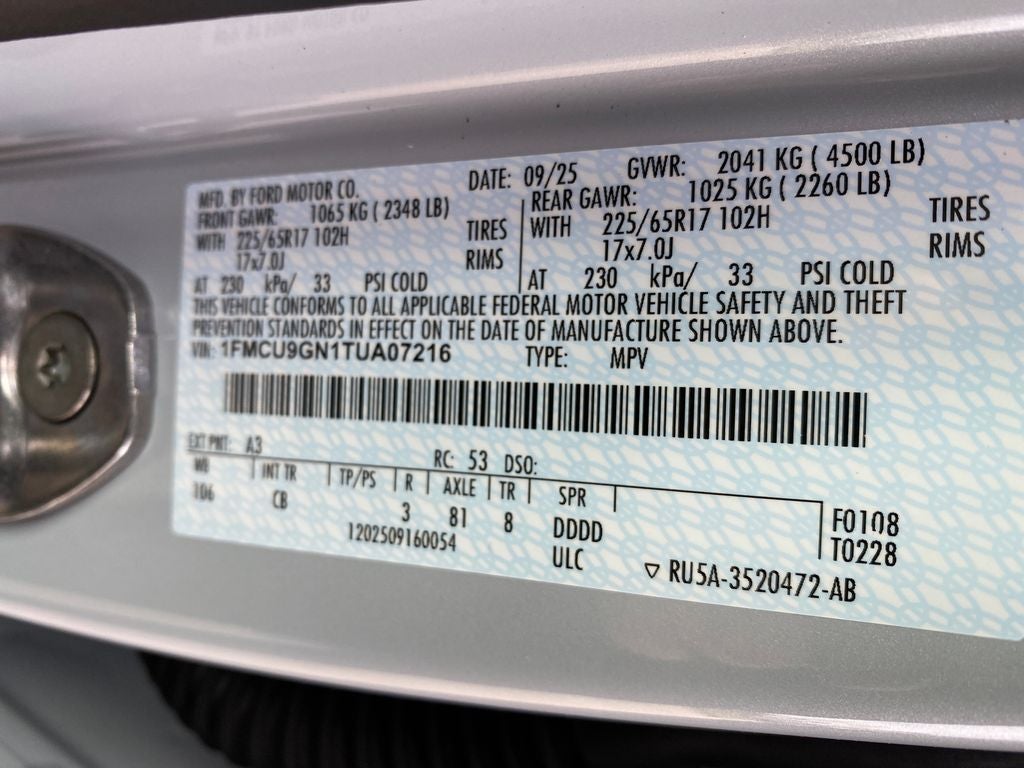 MFD. BY FORD MOTOR CO. DATE: 09/25 GVWR: 2041 KG ( 4500 LB)
FRONT GAWR: 1065 KG ( 2348 LB) REAR GAWR: 1025 KG ( 2260 LB)
WITH 225/65R17 102H TIRES WITH 225/65R17 102H TIRES
17x7.0J RIMS 17x7.0J RIMS
AT 230 kPa/ 33 PSI COLD AT 230 kPa/ 33 PSI COLD
THIS VEHICLE CONFORMS TO ALL APPLICABLE FEDERAL MOTOR VEHICLE SAFETY AND THEFT
PREVENTION STANDARDS IN EFFECT ON THE DATE OF MANUFACTURE SHOWN ABOVE.
VIN: 1FMCU9GN1TUA07216 TYPE: MPV
EXT PNT: A3 RC: 53 DSO:
WB INT TR TP/PS R AXLE TR SPR
106 CB 3 81 8 DDDD F0108
1202509160054 ULC T0228
▽ RU5A-3520472-AB